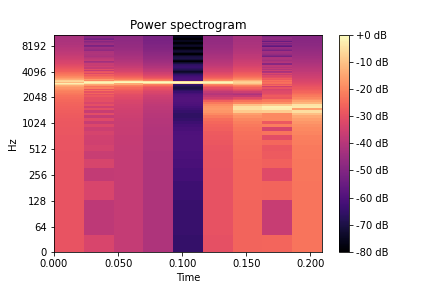 Power spectrogram
Hz
8192
4096
2048
1024
512
256
128
64
0
0.000 0.050 0.100 0.150 0.200
Time
+0 dB
-10 dB
-20 dB
-30 dB
-40 dB
-50 dB
-60 dB
-70 dB
-80 dB